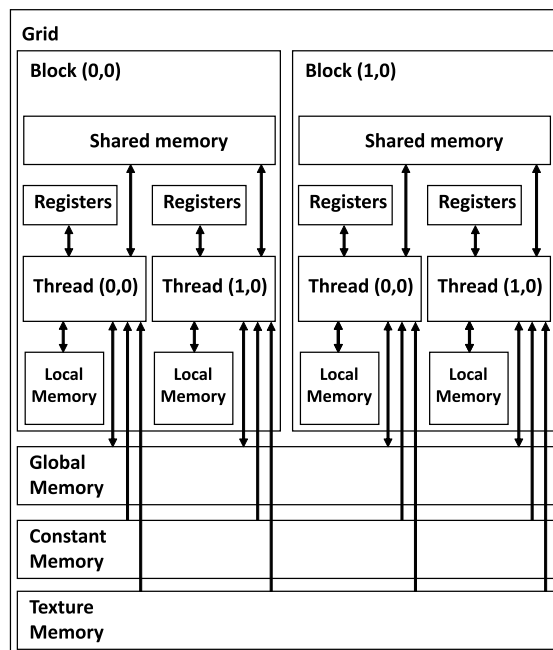 Grid
Block (0,0)
Block (1,0)
Shared memory
Shared memory
Registers
Registers
Registers
Registers
Thread (0,0)
Thread (1,0)
Thread (0,0)
Thread (1,0)
Local
Memory
Local
Memory
Local
Memory
Local
Memory
Global
Memory
Constant
Memory
Texture
Memory